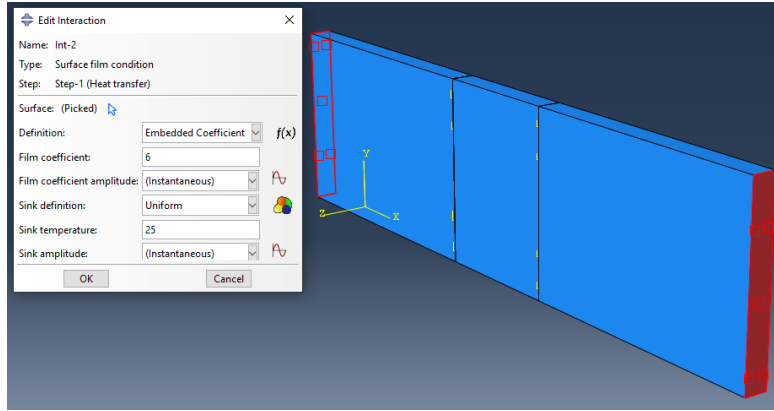 Edit Interaction
Name: Int-2
Type: Surface film condition
Step: Step-1 (Heat transfer)
Surface: (Picked)
Definition: Embedded Coefficient f(x)
Film coefficient: 6
Film coefficient amplitude: (Instantaneous)
Sink definition: Uniform
Sink temperature: 25
Sink amplitude: (Instantaneous)
OK Cancel
Y
Z X